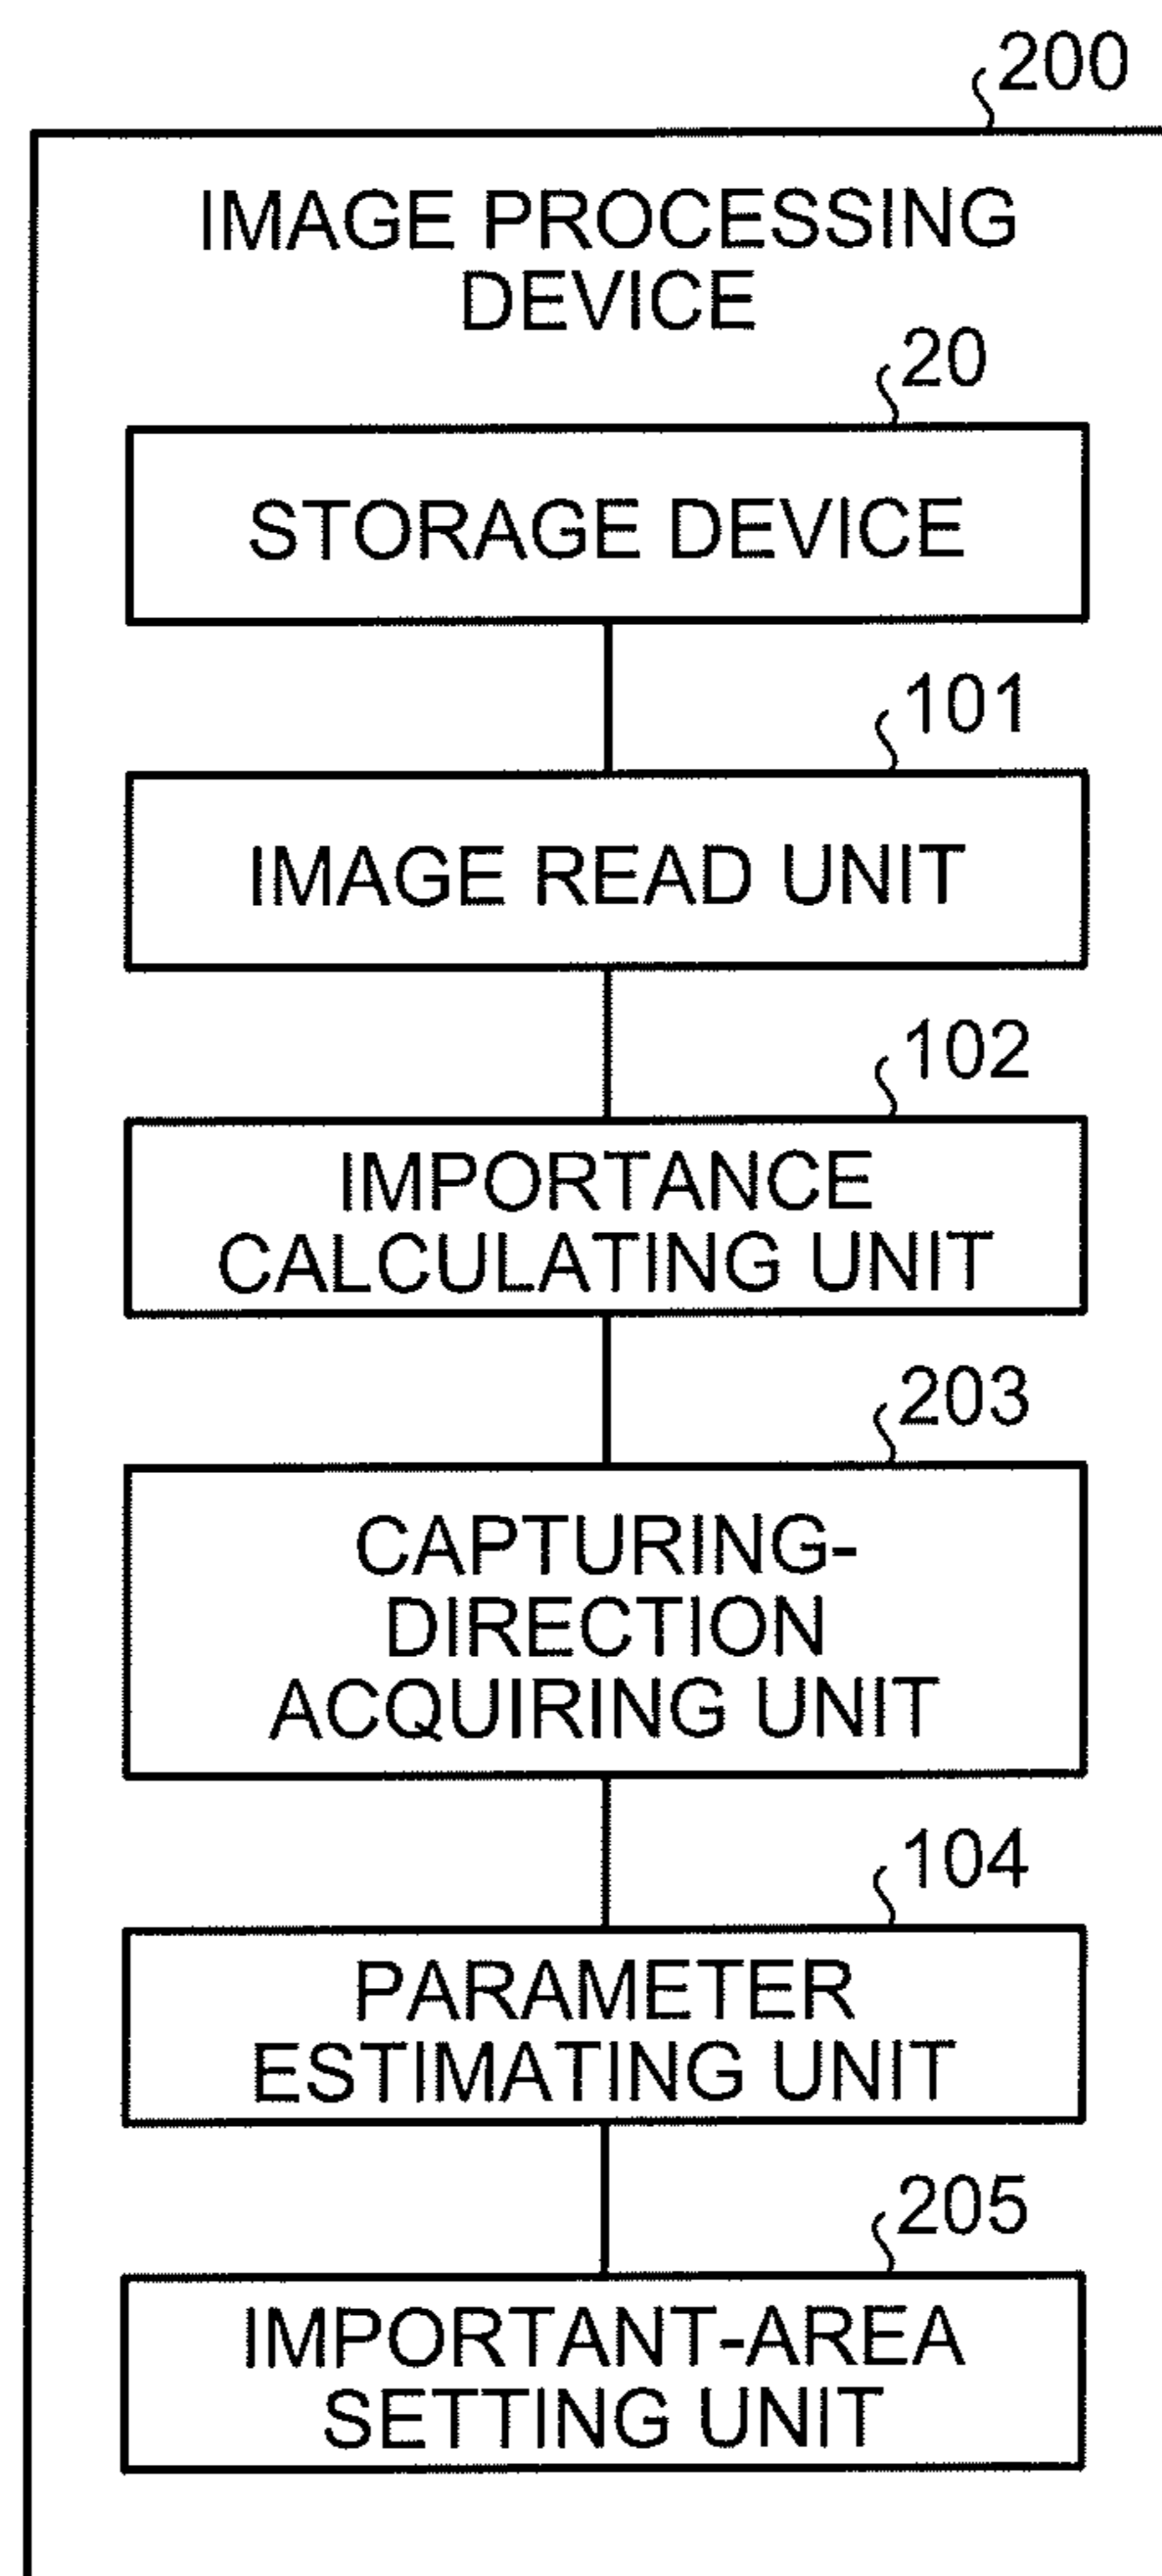 200
IMAGE PROCESSING
DEVICE
20
STORAGE DEVICE
101
IMAGE READ UNIT
102
IMPORTANCE
CALCULATING UNIT
203
CAPTURING-
DIRECTION
ACQUIRING UNIT
104
PARAMETER
ESTIMATING UNIT
205
IMPORTANT-AREA
SETTING UNIT